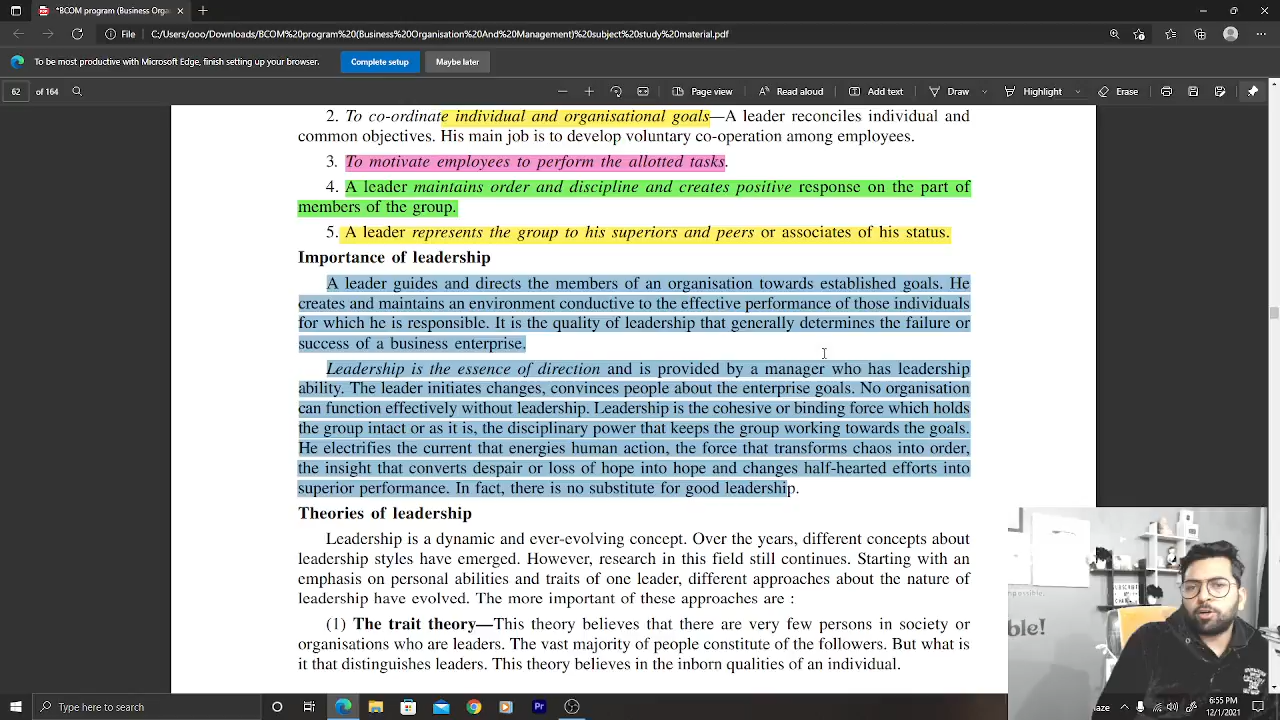 *BCOM program (Business Organ
File
C:/Users/ooo/Downloads/BCOM%20program%20(Business%20Organisation%20And%20Management)%20subject%20study%20material.pdf
To be most productive with Microsoft Edge, finish setting up your browser.
Complete setup
Maybe later
62 of 164
Page view
Read aloud
Add text
Draw
Highlight
Erase
2. To co-ordinate individual and organisational goals—A leader reconciles individual and
common objectives. His main job is to develop voluntary co-operation among employees.
3. To motivate employees to perform the allotted tasks.
4. A leader maintains order and discipline and creates positive response on the part of
members of the group.
5. A leader represents the group to his superiors and peers or associates of his status.
Importance of leadership
A leader guides and directs the members of an organisation towards established goals. He
creates and maintains an environment conductive to the effective performance of those individuals
for which he is responsible. It is the quality of leadership that generally determines the failure or
success of a business enterprise.
Leadership is the essence of direction and is provided by a manager who has leadership
ability. The leader initiates changes, convinces people about the enterprise goals. No organisation
can function effectively without leadership. Leadership is the cohesive or binding force which holds
the group intact or as it is, the disciplinary power that keeps the group working towards the goals.
He electrifies the current that energies human action, the force that transforms chaos into order,
the insight that converts despair or loss of hope into hope and changes half-hearted efforts into
superior performance. In fact, there is no substitute for good leadership.
Theories of leadership
Leadership is a dynamic and ever-evolving concept. Over the years, different concepts about
leadership styles have emerged. However, research in this field still continues. Starting with an
emphasis on personal abilities and traits of one leader, different approaches about the nature of
leadership have evolved. The more important of these approaches are :
(1) The trait theory—This theory believes that there are very few persons in society or
organisations who are leaders. The vast majority of people constitute of the followers. But what is
it that distinguishes leaders. This theory believes in the inborn qualities of an individual.
ble!
Type here to search
Pr
6:55 PM
12/1/2021